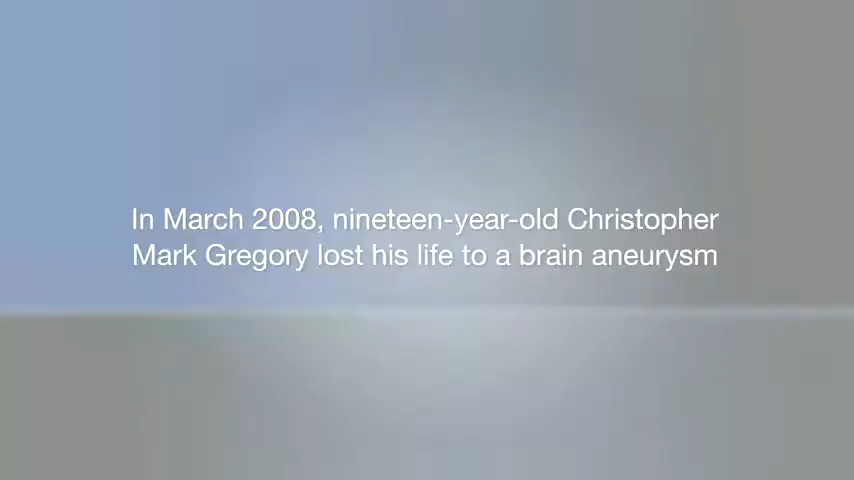 In March 2008, nineteen-year-old Christopher
Mark Gregory lost his life to a brain aneurysm